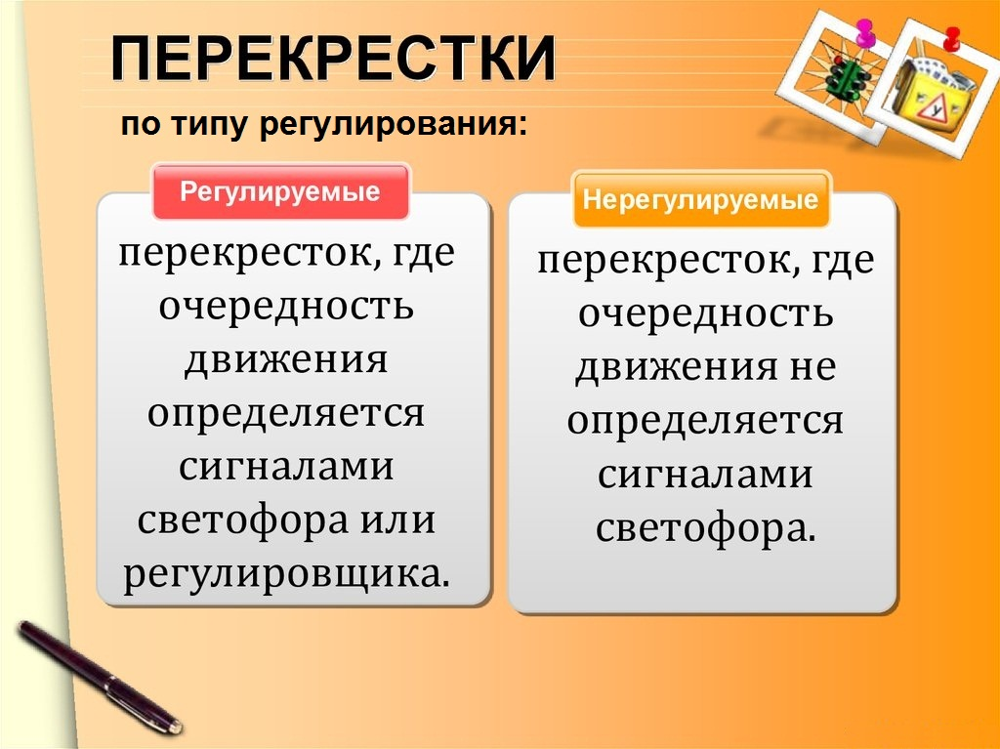 ПЕРЕКРЕСТКИ
по типу регулирования:
Регулируемые
перекресток, где
очередность
движения
определяется
сигналами
светофора или
регулировщика.
Нерегулируемые
перекресток, где
очередность
движения не
определяется
сигналами
светофора.
У